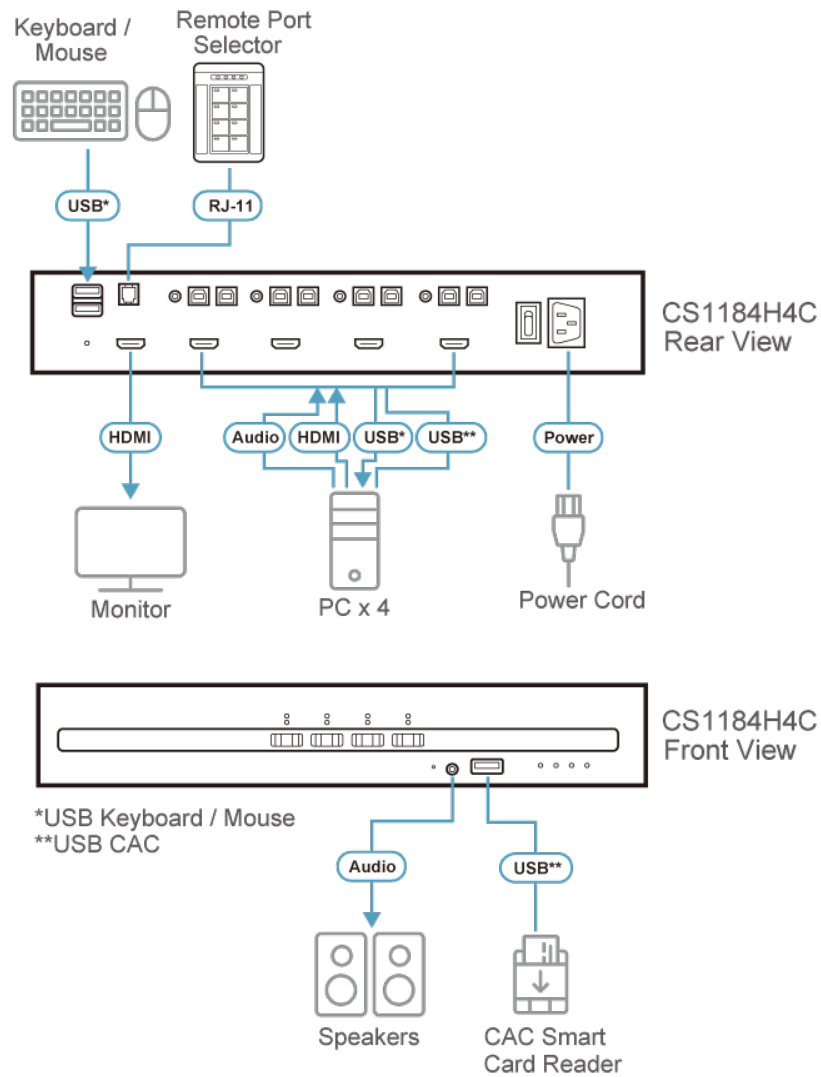 Keyboard /
Mouse
Remote Port
Selector
USB*
RJ-11
CS1184H4C
Rear View
HDMI
Audio
HDMI
USB*
USB**
Power
Monitor
PC x 4
Power Cord
CS1184H4C
Front View
*USB Keyboard / Mouse
**USB CAC
Audio
USB**
Speakers
CAC Smart
Card Reader